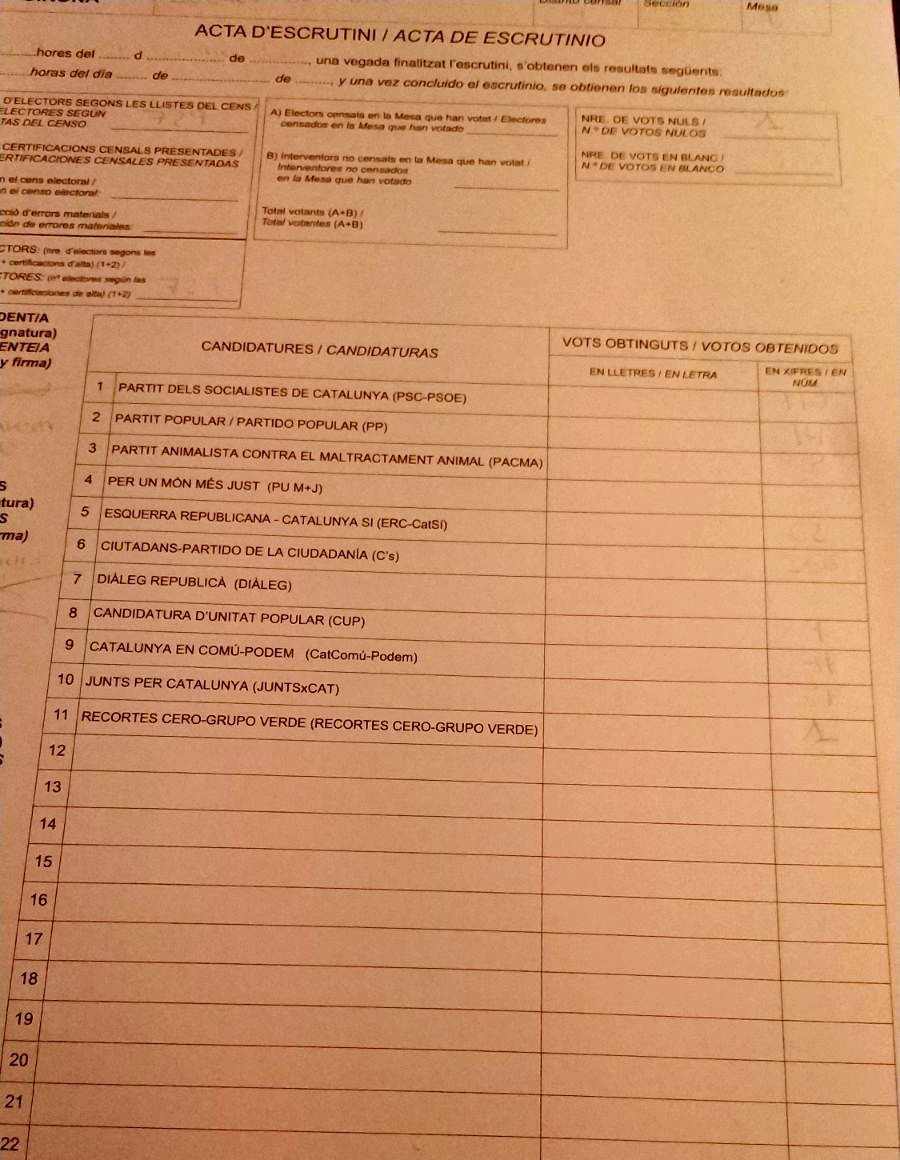 Sección
Mesa
ACTA D'ESCRUTINI / ACTA DE ESCRUTINIO
hores del ........ d .................... de ..............., una vegada finalitzat l'escrutini, s'obtenen els resultats següents:
horas del día ........ de ......................... de ........., y una vez concluido el escrutinio, se obtienen los siguientes resultados:
D'ELECTORS SEGONS LES LLISTES DEL CENS /
ELECTORES SEGÚN
TAS DEL CENSO
CERTIFICACIONS CENSALS PRESENTADES /
ERTIFICACIONES CENSALES PRESENTADAS
n el cens electoral /
n el censo electoral:
cció d'errors materials /
ción de errores materiales:
CTORS: (nre. d'electors segons les
+ certificacions d'alta) (1+2) /
CTORES: (nº electores según las
+ certificaciones de alta) (1+2)
A) Electors censats en la Mesa que han votat / Electores
censados en la Mesa que han votado
B) Interventors no censats en la Mesa que han votat /
Interventores no censados
en la Mesa que han votado
Total votants (A+B) /
Total votantes (A+B)
NRE. DE VOTS NULS /
N.º DE VOTOS NULOS
NRE. DE VOTS EN BLANC /
N.º DE VOTOS EN BLANCO
DENT/A
gnatura)
ENTE/A
y firma)
S
tura)
S
rma)
CANDIDATURES / CANDIDATURAS
VOTS OBTINGUTS / VOTOS OBTENIDOS
EN LLETRES / EN LETRA
EN XIFRES / EN
NÚM.
1 PARTIT DELS SOCIALISTES DE CATALUNYA (PSC-PSOE)
2 PARTIT POPULAR / PARTIDO POPULAR (PP)
3 PARTIT ANIMALISTA CONTRA EL MALTRACTAMENT ANIMAL (PACMA)
4 PER UN MÓN MÉS JUST (PU M+J)
5 ESQUERRA REPUBLICANA - CATALUNYA SI (ERC-CatSí)
6 CIUTADANS-PARTIDO DE LA CIUDADANÍA (C's)
7 DIÀLEG REPUBLICÀ (DIÀLEG)
8 CANDIDATURA D'UNITAT POPULAR (CUP)
9 CATALUNYA EN COMÚ-PODEM (CatComú-Podem)
10 JUNTS PER CATALUNYA (JUNTSxCAT)
11 RECORTES CERO-GRUPO VERDE (RECORTES CERO-GRUPO VERDE)
12
13
14
15
16
17
18
19
20
21
22